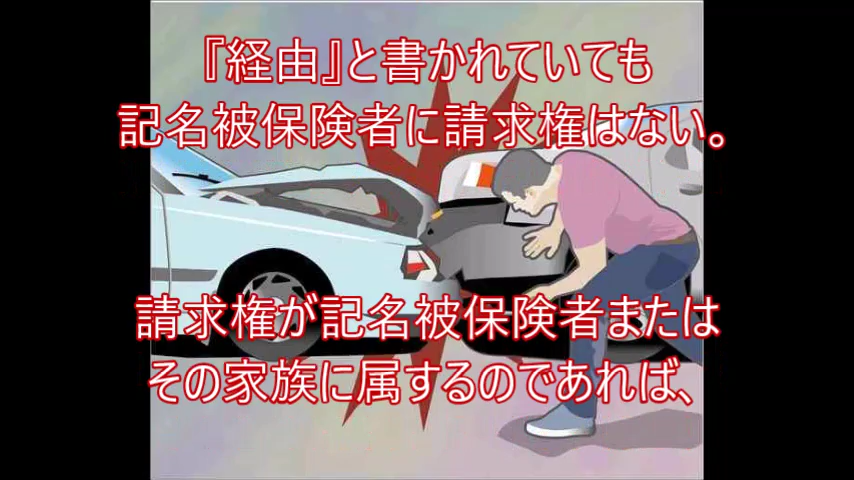 『経由』と書かれていても
記名被保険者に請求権はない。
請求権が記名被保険者または
その家族に属するのであれば、